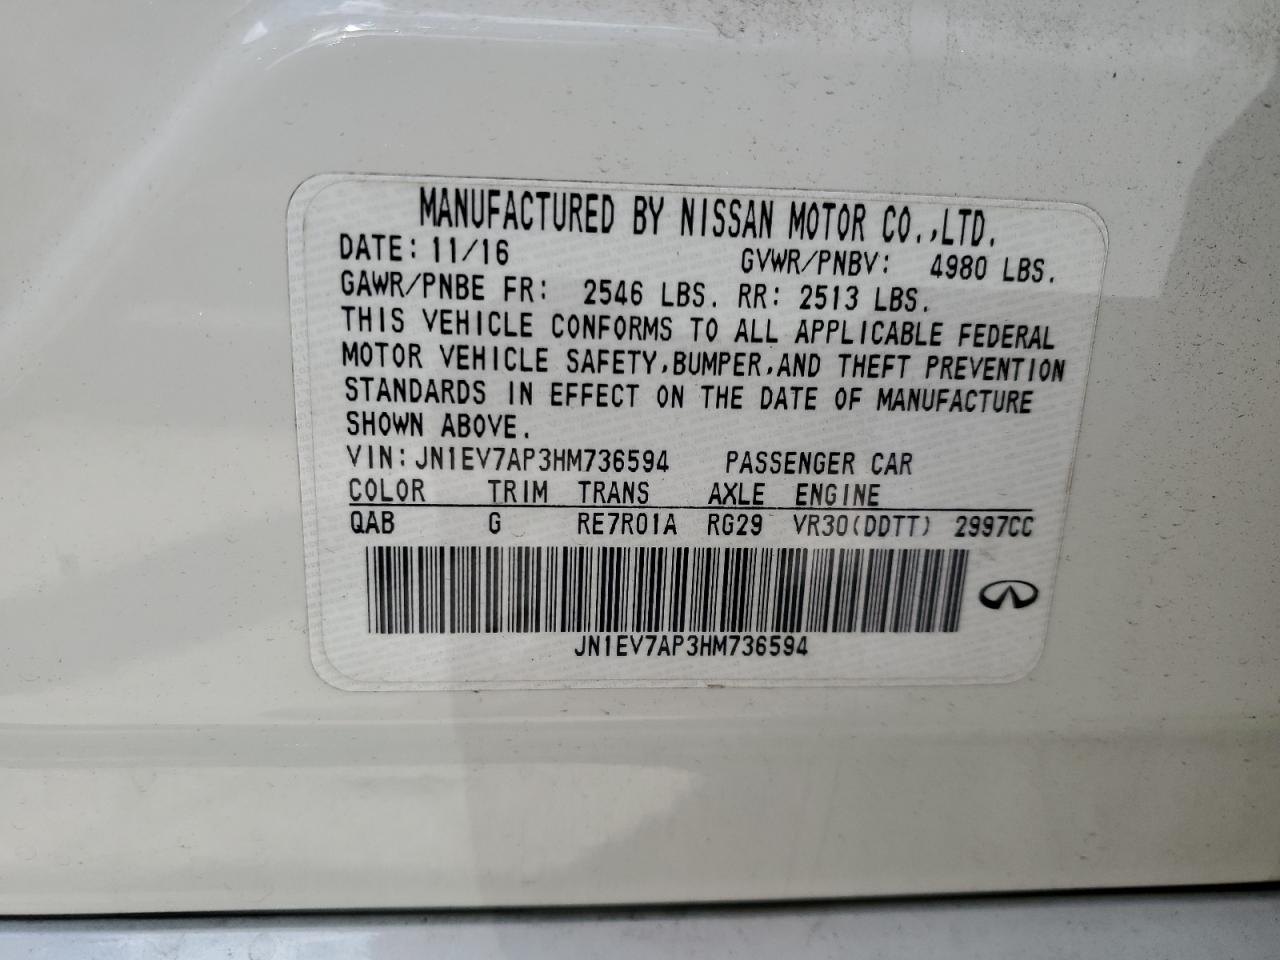 MANUFACTURED BY NISSAN MOTOR CO.,LTD.
DATE: 11/16 GVWR/PNBV: 4980 LBS.
GAWR/PNBE FR: 2546 LBS. RR: 2513 LBS.
THIS VEHICLE CONFORMS TO ALL APPLICABLE FEDERAL
MOTOR VEHICLE SAFETY,BUMPER,AND THEFT PREVENTION
STANDARDS IN EFFECT ON THE DATE OF MANUFACTURE
SHOWN ABOVE.
VIN:JN1EV7AP3HM736594 PASSENGER CAR
COLOR TRIM TRANS AXLE ENGINE
QAB G RE7R01A RG29 VR30(DDTT) 2997CC
JN1EV7AP3HM736594